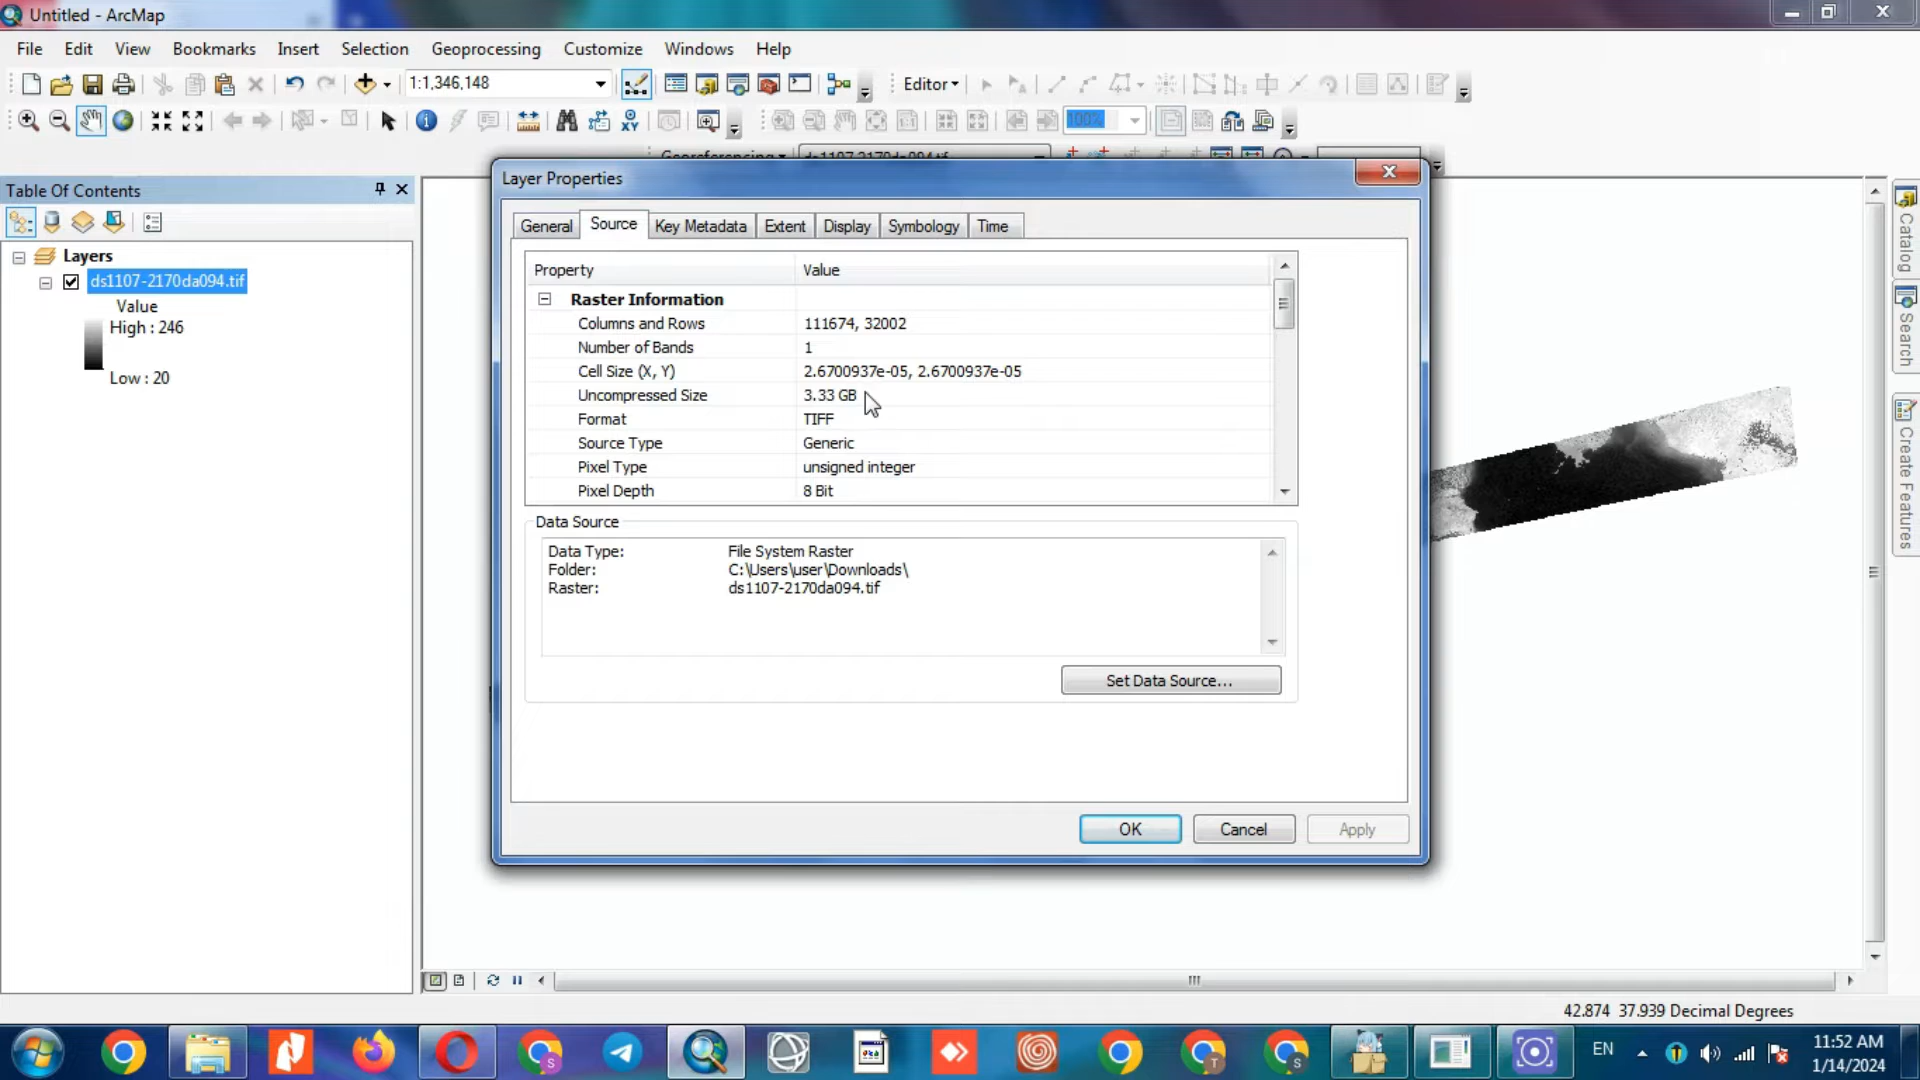 Untitled - ArcMap
File Edit View Bookmarks Insert Selection Geoprocessing Customize Windows Help
1:1,346,148
Editor
100%
Georeferencing ds1107-2170da094.tif
Table Of Contents
Layers
ds1107-2170da094.tif
Value
High : 246
Low : 20
Layer Properties
General Source Key Metadata Extent Display Symbology Time
Property Value
Raster Information
Columns and Rows 111674, 32002
Number of Bands 1
Cell Size (X, Y) 2.6700937e-05, 2.6700937e-05
Uncompressed Size 3.33 GB
Format TIFF
Source Type Generic
Pixel Type unsigned integer
Pixel Depth 8 Bit
Data Source
Data Type: File System Raster
Folder: C:\Users\user\Downloads\
Raster: ds1107-2170da094.tif
Set Data Source...
OK Cancel Apply
Catalog
Search
Create Features
42.874 37.939 Decimal Degrees
EN
11:52 AM
1/14/2024